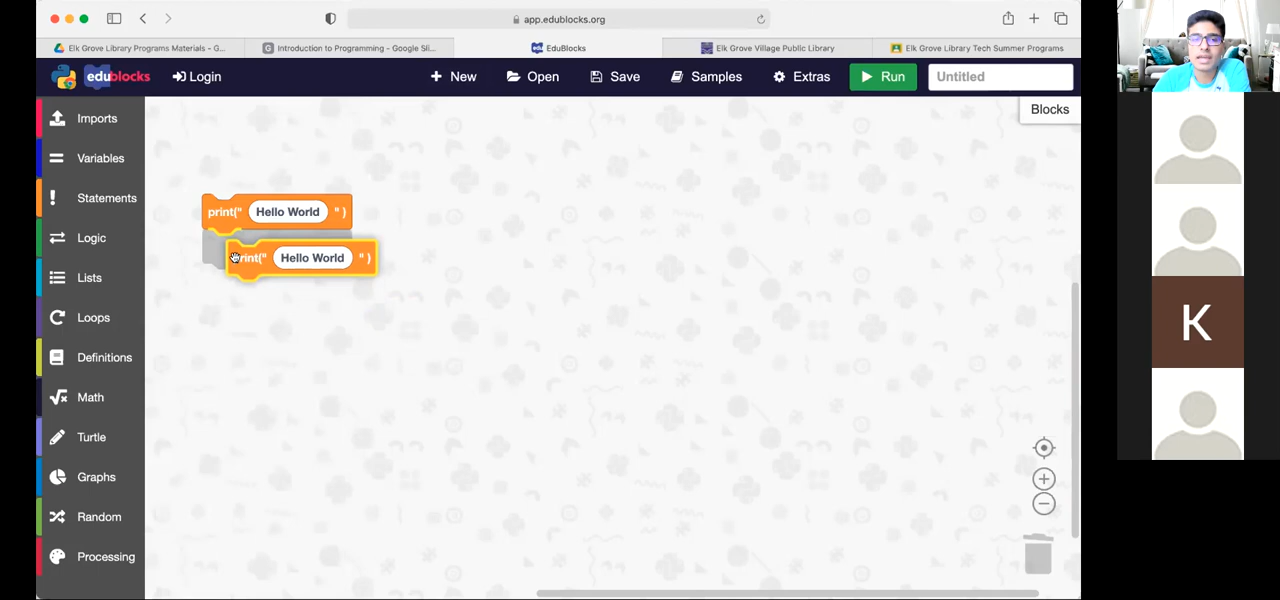 app.edublocks.org
Elk Grove Library Programs Materials - G...
Introduction to Programming - Google Sli...
EduBlocks
Elk Grove Village Public Library
Elk Grove Library Tech Summer Programs
edublocks
Login
New
Open
Save
Samples
Extras
Run
Untitled
Blocks
Imports
Variables
Statements
Logic
Lists
Loops
Definitions
Math
Turtle
Graphs
Random
Processing
print(" Hello World ")
print(" Hello World ")
K